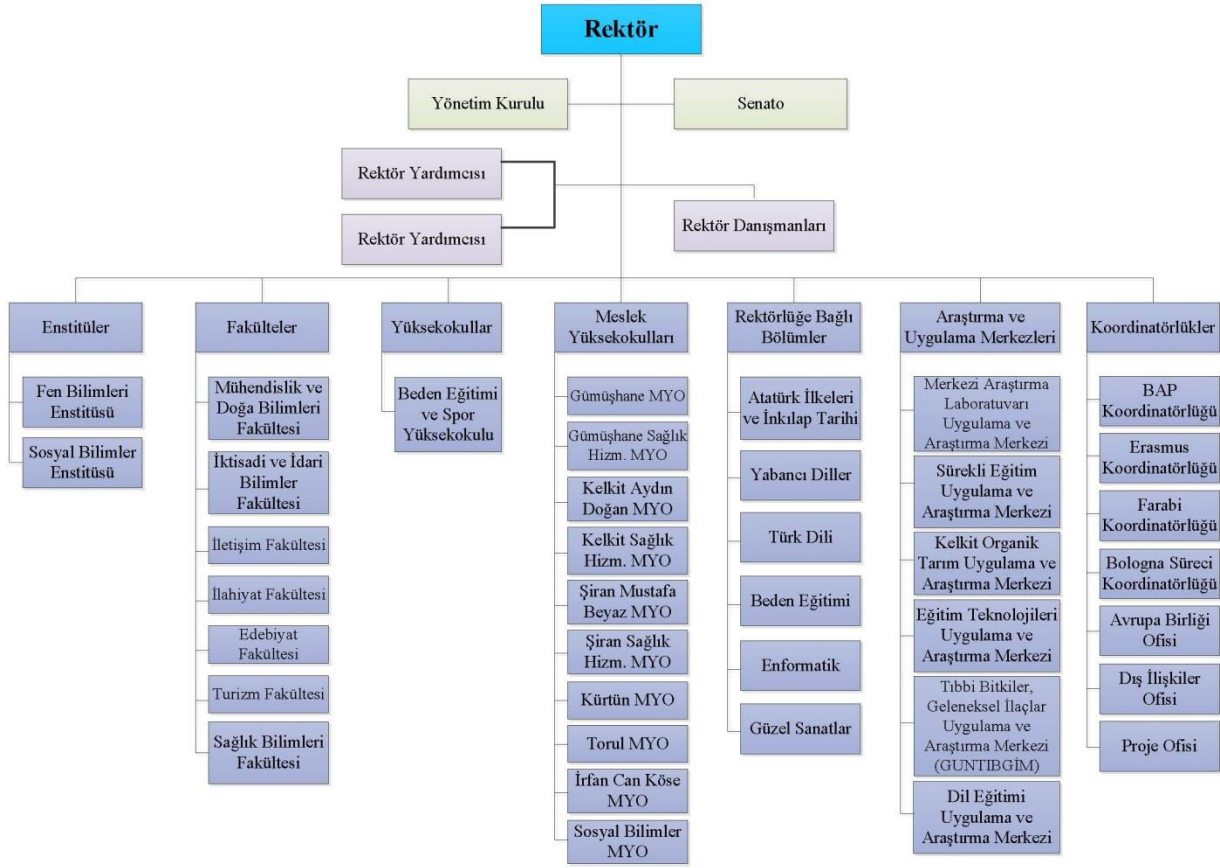 Rektör
Yönetim Kurulu
Senato
Rektör Yardımcısı
Rektör Yardımcısı
Rektör Danışmanları
Enstitüler
Fen Bilimleri
Enstitüsü
Sosyal Bilimler
Enstitüsü
Fakülteler
Mühendislik ve
Doğa Bilimleri
Fakültesi
İktisadi ve İdari
Bilimler
Fakültesi
İletişim Fakültesi
İlahiyat Fakültesi
Edebiyat
Fakültesi
Turizm Fakültesi
Sağlık Bilimleri
Fakültesi
Yüksekokullar
Beden Eğitimi
ve Spor
Yüksekokulu
Meslek
Yüksekokulları
Gümüşhane MYO
Gümüşhane Sağlık
Hizm. MYO
Kelkit Aydın
Doğan MYO
Kelkit Sağlık
Hizm. MYO
Şiran Mustafa
Beyaz MYO
Şiran Sağlık
Hizm. MYO
Kürtün MYO
Torul MYO
İrfan Can Köse
MYO
Sosyal Bilimler
MYO
Rektörlüğe Bağlı
Bölümler
Atatürk İlkeleri
ve İnkılap Tarihi
Yabancı Diller
Türk Dili
Beden Eğitimi
Enformatik
Güzel Sanatlar
Araştırma ve
Uygulama Merkezleri
Merkezi Araştırma
Laboratuvarı
Uygulama ve
Araştırma Merkezi
Sürekli Eğitim
Uygulama ve
Araştırma Merkezi
Kelkit Organik
Tarım Uygulama ve
Araştırma Merkezi
Eğitim Teknolojileri
Uygulama ve
Araştırma Merkezi
Tıbbi Bitkiler,
Geleneksel İlaçlar
Uygulama ve
Araştırma Merkezi
(GUNTIBGİM)
Dil Eğitimi
Uygulama ve
Araştırma Merkezi
Koordinatörlükler
BAP
Koordinatörlüğü
Erasmus
Koordinatörlüğü
Farabi
Koordinatörlüğü
Bologna Süreci
Koordinatörlüğü
Avrupa Birliği
Ofisi
Dış İlişkiler
Ofisi
Proje Ofisi